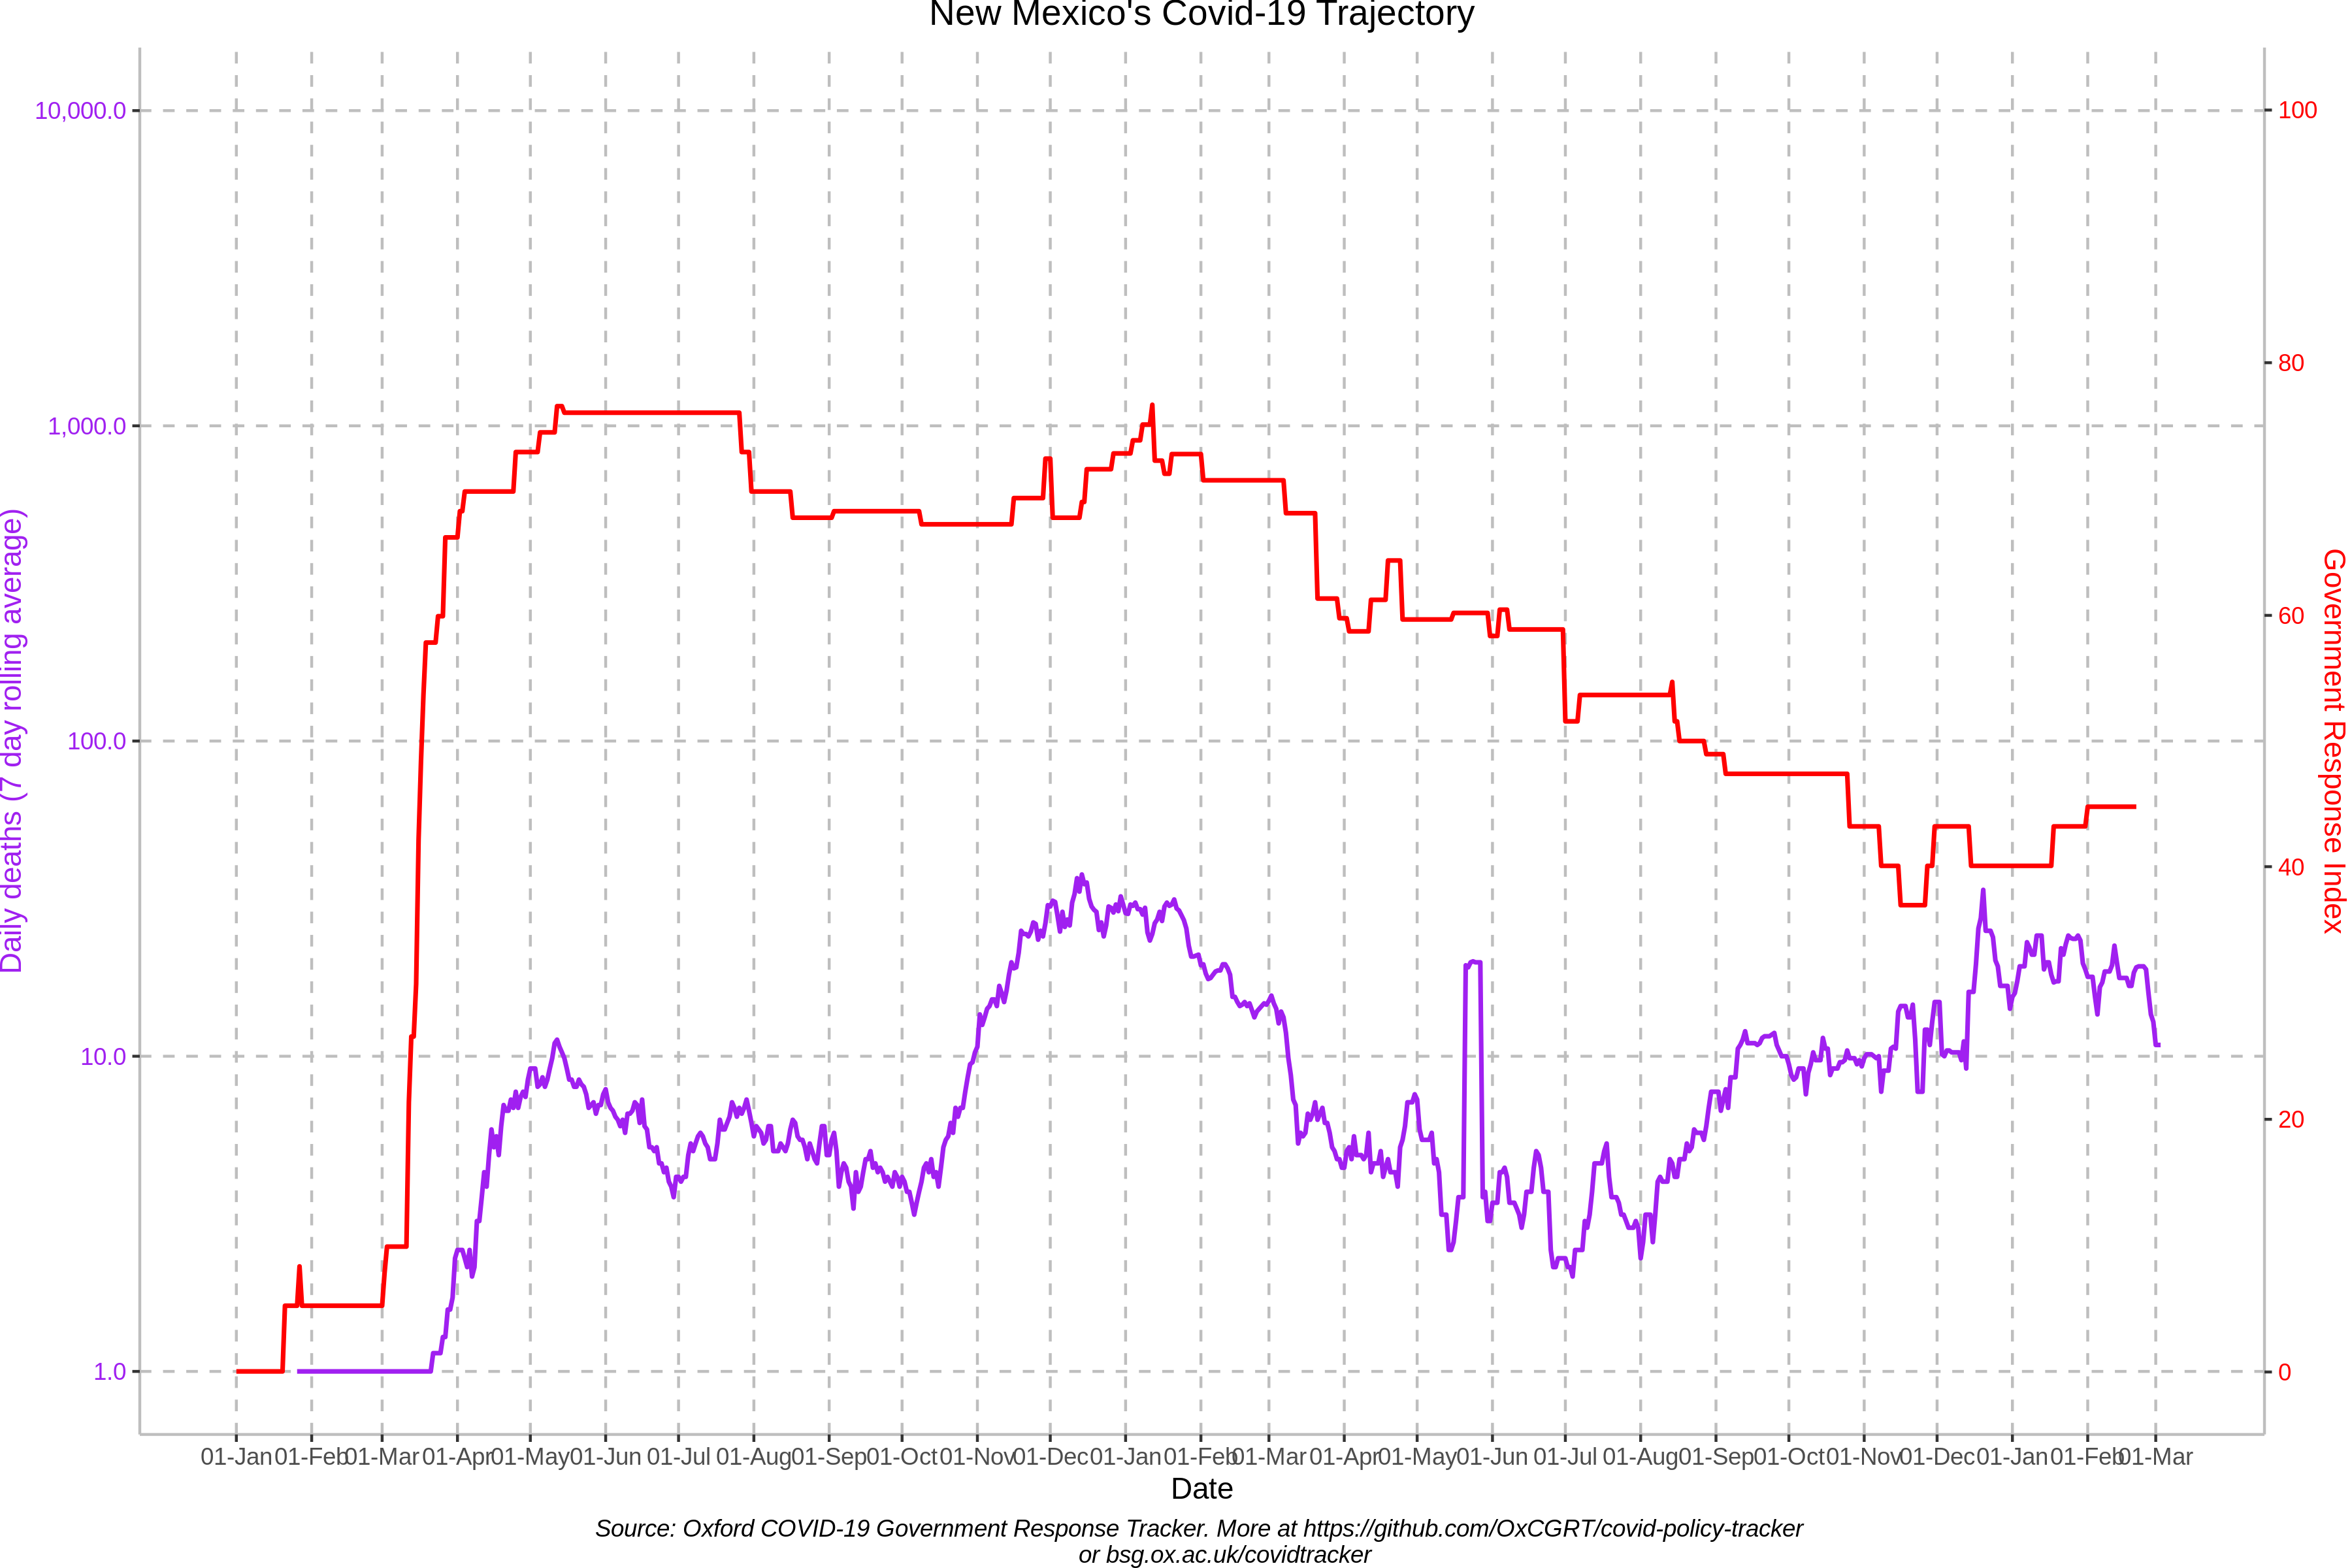 New Mexico's Covid-19 Trajectory
10,000.0
1,000.0
100.0
10.0
1.0
Daily deaths (7 day rolling average)
100
80
60
40
20
0
Government Response Index
01-Jan 01-Feb 01-Mar 01-Apr 01-May 01-Jun 01-Jul 01-Aug 01-Sep 01-Oct 01-Nov 01-Dec 01-Jan 01-Feb 01-Mar 01-Apr 01-May 01-Jun 01-Jul 01-Aug 01-Sep 01-Oct 01-Nov 01-Dec 01-Jan 01-Feb 01-Mar
Date
Source: Oxford COVID-19 Government Response Tracker. More at https://github.com/OxCGRT/covid-policy-tracker
or bsg.ox.ac.uk/covidtracker